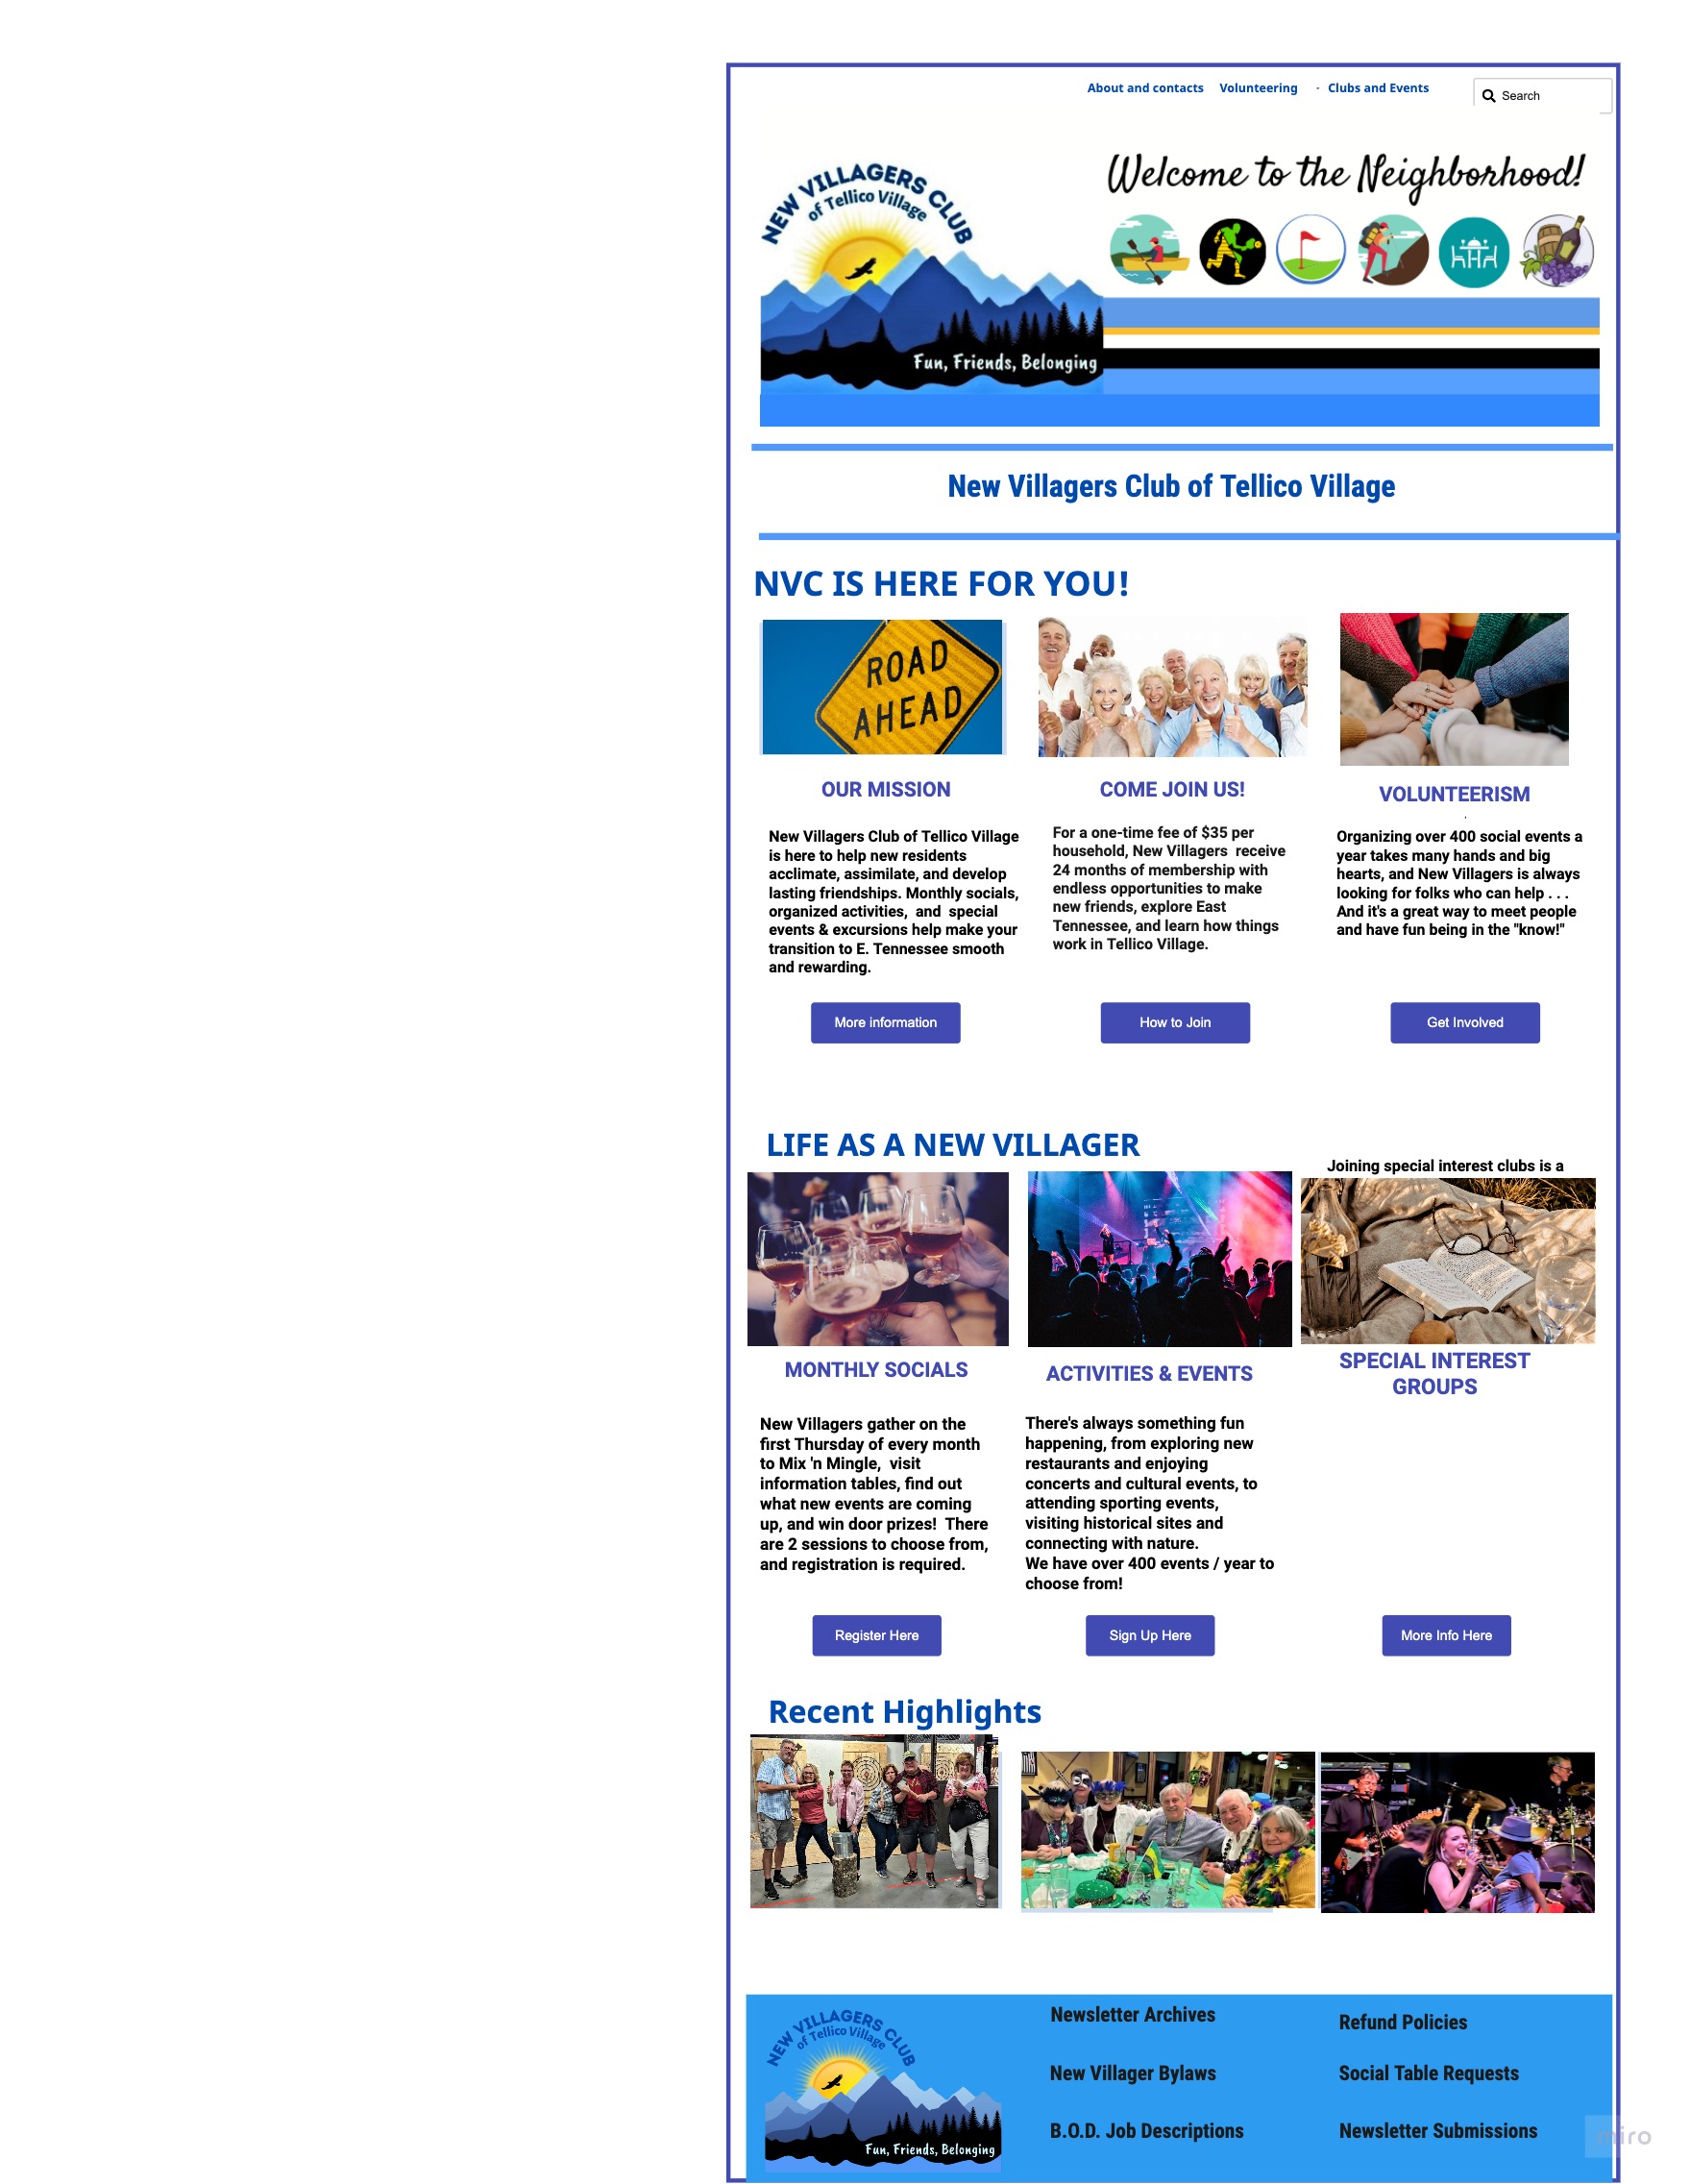 About and contacts Volunteering · Clubs and Events
Search
NEW VILLAGERS CLUB
of Tellico Village
Fun, Friends, Belonging
Welcome to the Neighborhood!
New Villagers Club of Tellico Village
NVC IS HERE FOR YOU!
ROAD
AHEAD
OUR MISSION
New Villagers Club of Tellico Village
is here to help new residents
acclimate, assimilate, and develop
lasting friendships. Monthly socials,
organized activities, and special
events & excursions help make your
transition to E. Tennessee smooth
and rewarding.
More information
COME JOIN US!
For a one-time fee of $35 per
household, New Villagers receive
24 months of membership with
endless opportunities to make
new friends, explore East
Tennessee, and learn how things
work in Tellico Village.
How to Join
VOLUNTEERISM
Organizing over 400 social events a
year takes many hands and big
hearts, and New Villagers is always
looking for folks who can help . . .
And it's a great way to meet people
and have fun being in the "know!"
Get Involved
LIFE AS A NEW VILLAGER
MONTHLY SOCIALS
New Villagers gather on the
first Thursday of every month
to Mix 'n Mingle, visit
information tables, find out
what new events are coming
up, and win door prizes! There
are 2 sessions to choose from,
and registration is required.
Register Here
ACTIVITIES & EVENTS
There's always something fun
happening, from exploring new
restaurants and enjoying
concerts and cultural events, to
attending sporting events,
visiting historical sites and
connecting with nature.
We have over 400 events / year to
choose from!
Sign Up Here
Joining special interest clubs is a
SPECIAL INTEREST
GROUPS
More Info Here
Recent Highlights
NEW VILLAGERS CLUB
of Tellico Village
Fun, Friends, Belonging
Newsletter Archives
New Villager Bylaws
B.O.D. Job Descriptions
Refund Policies
Social Table Requests
Newsletter Submissions
miro